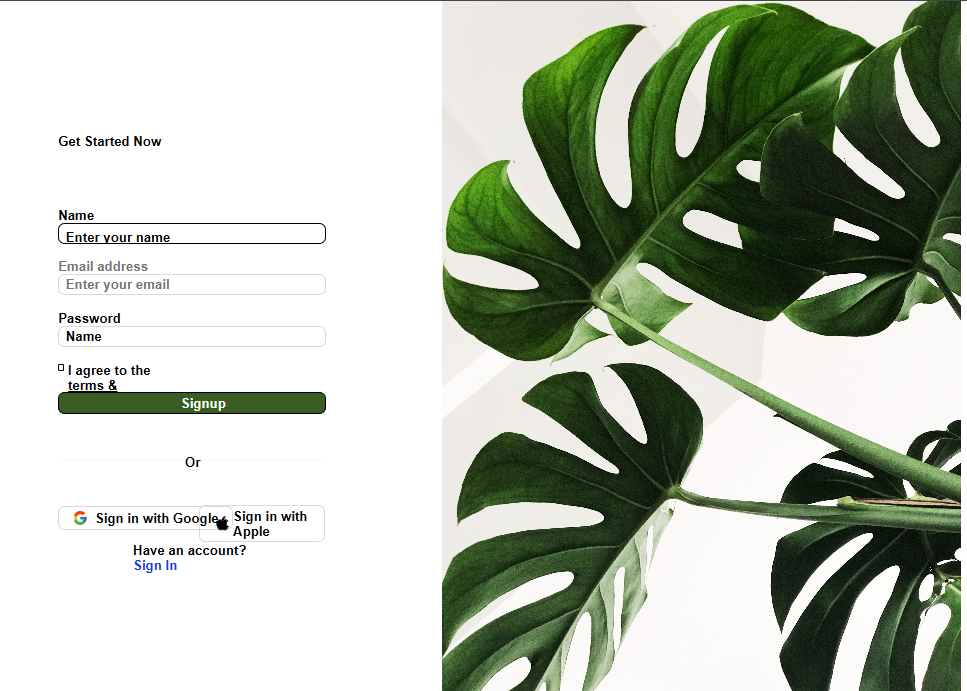 Get Started Now
Name
Enter your name
Email address
Enter your email
Password
Name
I agree to the
terms &
Signup
Or
Sign in with Google
Sign in with
Apple
Have an account?
Sign In